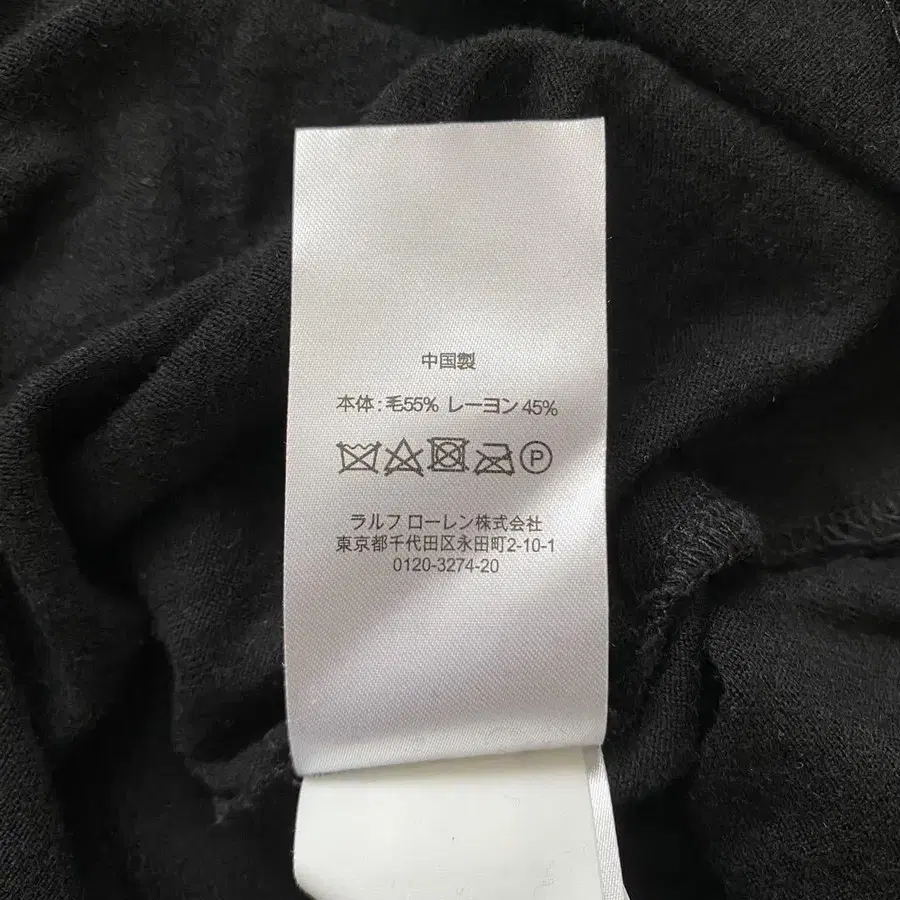 中国製
本体:毛55% レーヨン45%
P
ラルフ ローレン株式会社
東京都千代田区永田町2-10-1
0120-3274-20